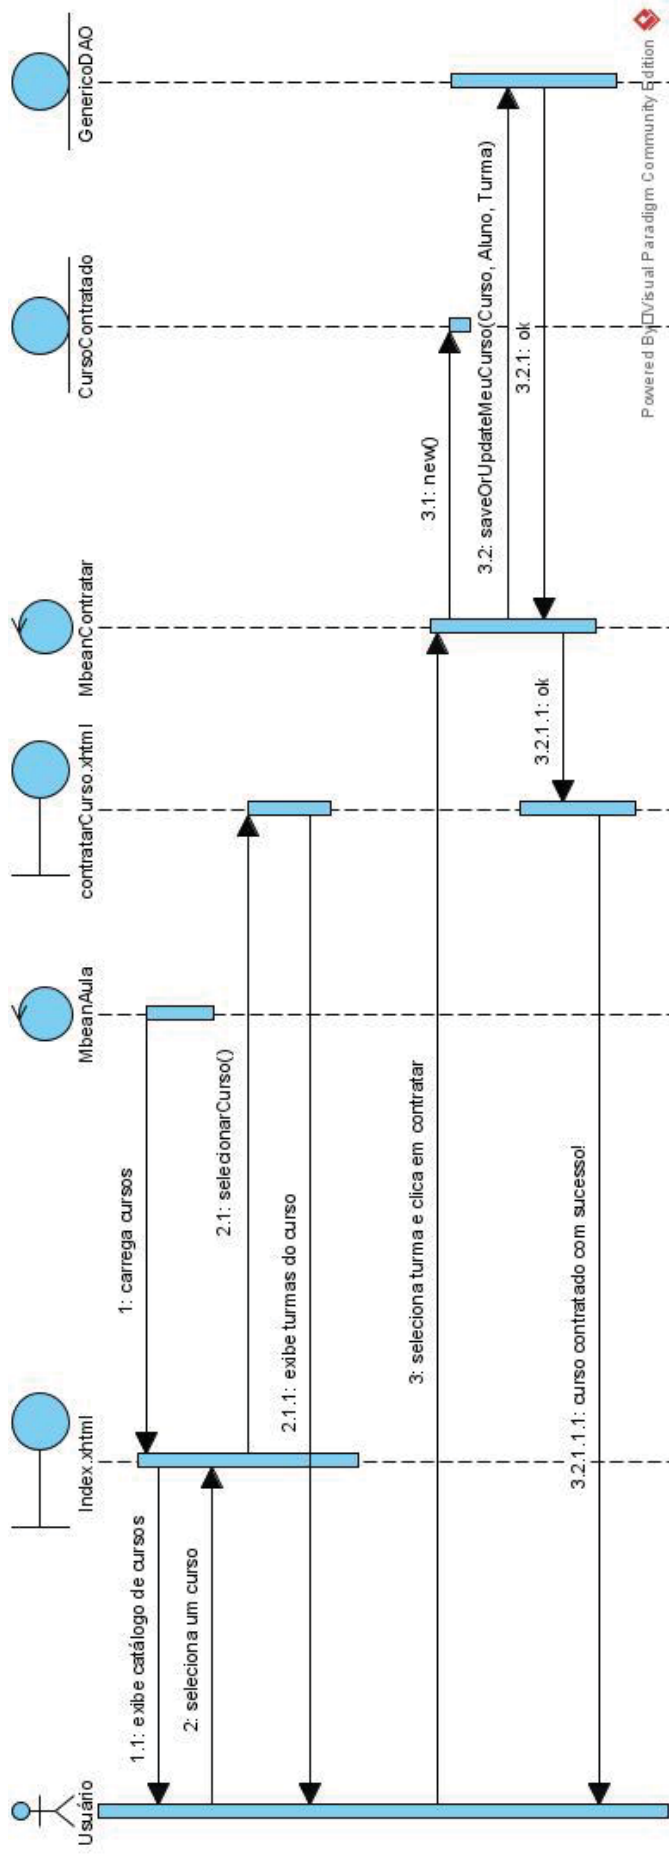 Usuário
Index.xhtml
MbeanAula
contratarCurso.xhtml
MbeanContratar
CursoContratado
GenericoDAO
1: carrega cursos
1.1: exibe catálogo de cursos
2: seleciona um curso
2.1: selecionarCurso()
2.1.1: exibe turmas do curso
3: seleciona turma e clica em contratar
3.1: new()
3.2: saveOrUpdateMeuCurso(Curso, Aluno, Turma)
3.2.1: ok
3.2.1.1: ok
3.2.1.1.1: curso contratado com sucesso!
Powered By□Visual Paradigm Community Edition